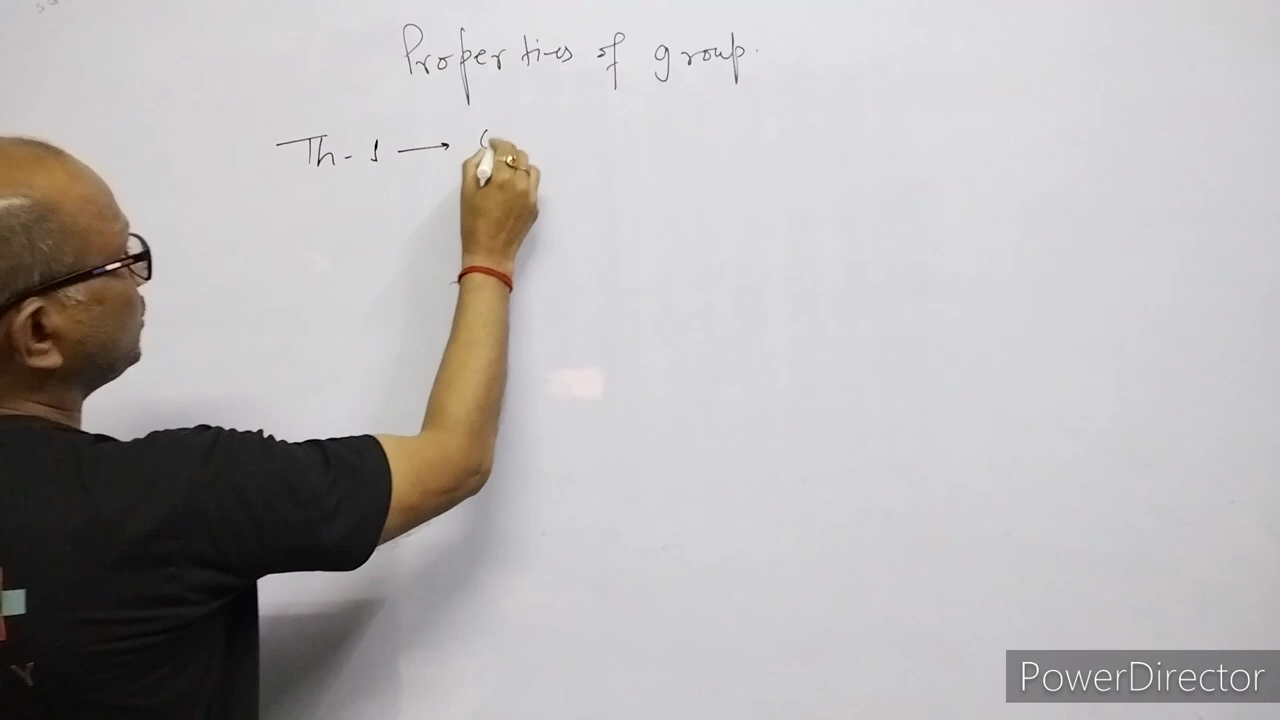 Properties of group.
Th-1 → (
PowerDirector